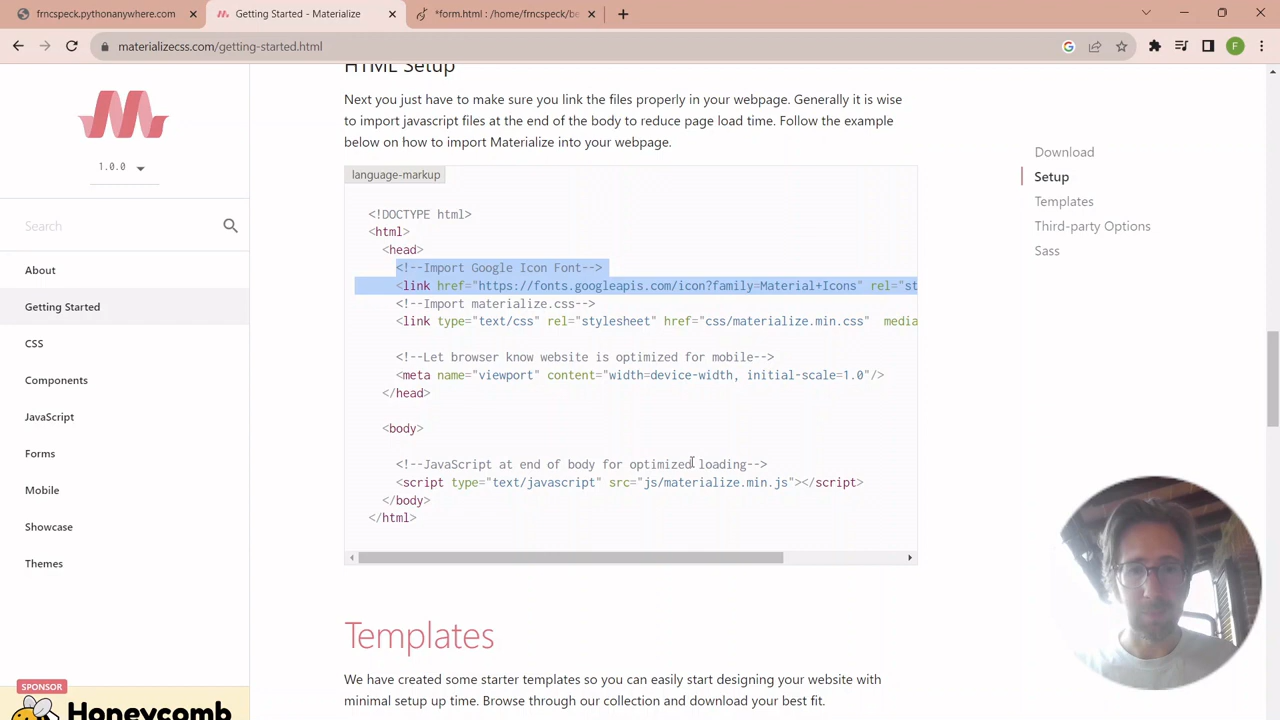 frncspeck.pythonanywhere.com
Getting Started - Materialize
*form.html : /home/frncspeck/be
materializecss.com/getting-started.html
F
1.0.0
Search
About
Getting Started
CSS
Components
JavaScript
Forms
Mobile
Showcase
Themes
SPONSOR
Honeycomb
HTML Setup
Next you just have to make sure you link the files properly in your webpage. Generally it is wise
to import javascript files at the end of the body to reduce page load time. Follow the example
below on how to import Materialize into your webpage.
language-markup
<!DOCTYPE html>
<html>
<head>
<!--Import Google Icon Font-->
<link href="https://fonts.googleapis.com/icon?family=Material+Icons" rel="st
<!--Import materialize.css-->
<link type="text/css" rel="stylesheet" href="css/materialize.min.css" media
<!--Let browser know website is optimized for mobile-->
<meta name="viewport" content="width=device-width, initial-scale=1.0"/>
</head>
<body>
<!--JavaScript at end of body for optimized loading-->
<script type="text/javascript" src="js/materialize.min.js"></script>
</body>
</html>
Templates
We have created some starter templates so you can easily start designing your website with
minimal setup up time. Browse through our collection and download your best fit.
Download
Setup
Templates
Third-party Options
Sass